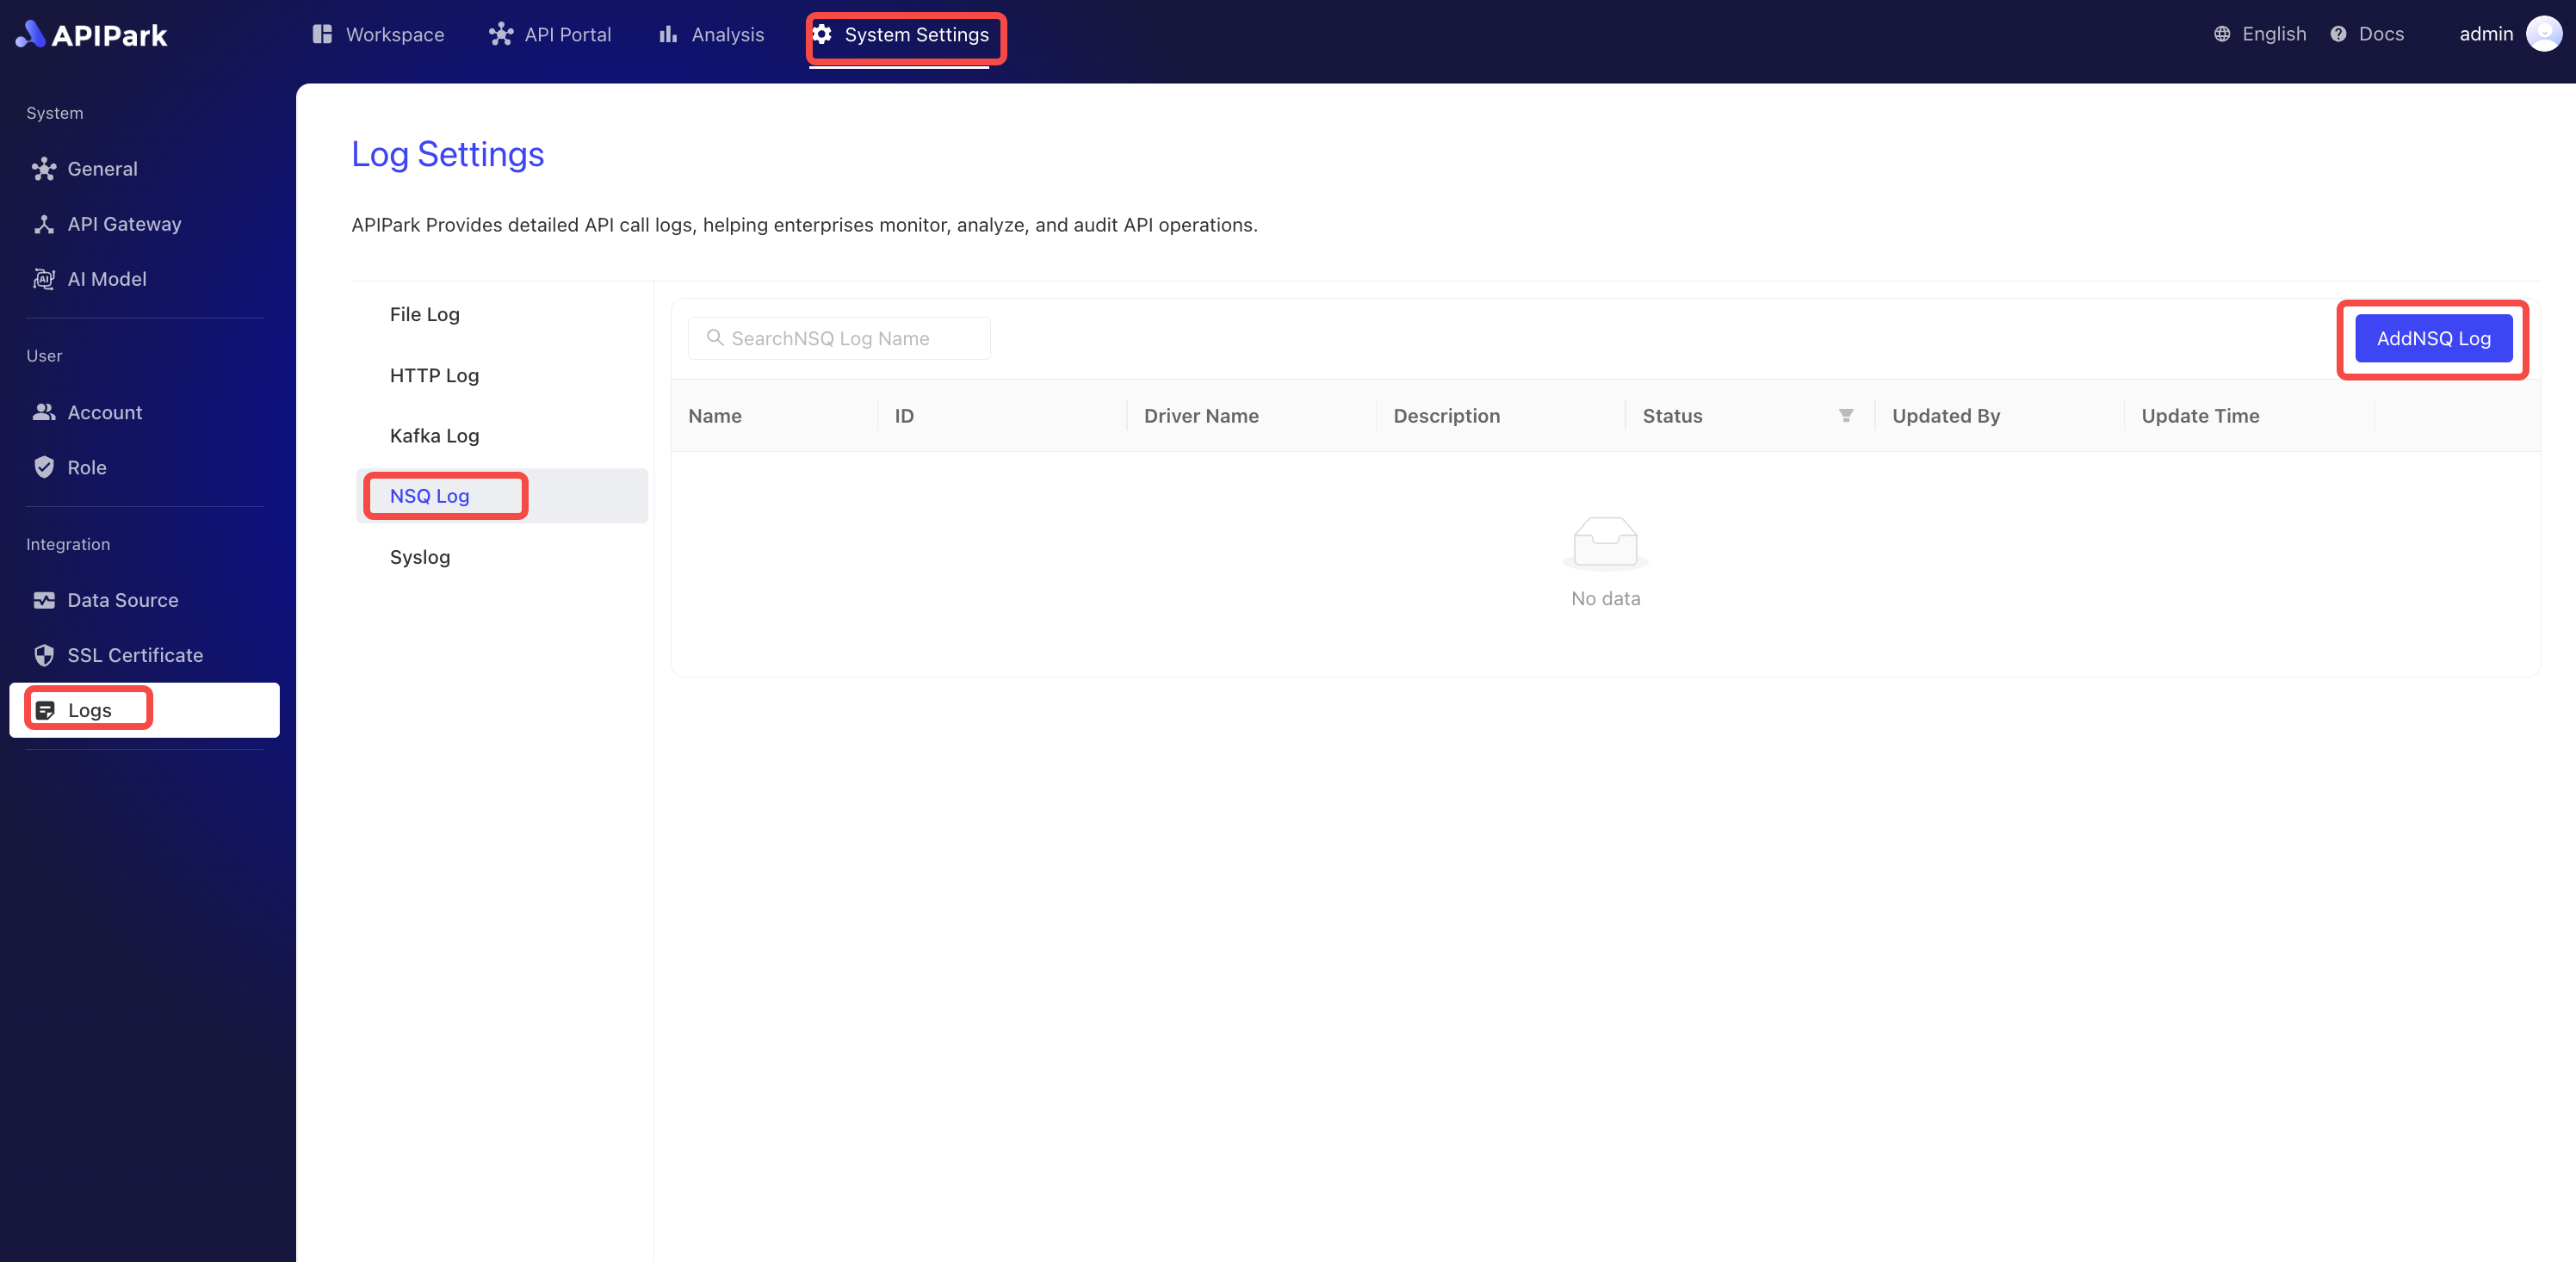 APIPark
Workspace
API Portal
Analysis
System Settings
English
Docs
admin
System
General
API Gateway
AI Model
User
Account
Role
Integration
Data Source
SSL Certificate
Logs
Log Settings
APIPark Provides detailed API call logs, helping enterprises monitor, analyze, and audit API operations.
File Log
HTTP Log
Kafka Log
NSQ Log
Syslog
SearchNSQ Log Name
AddNSQ Log
Name
ID
Driver Name
Description
Status
Updated By
Update Time
No data